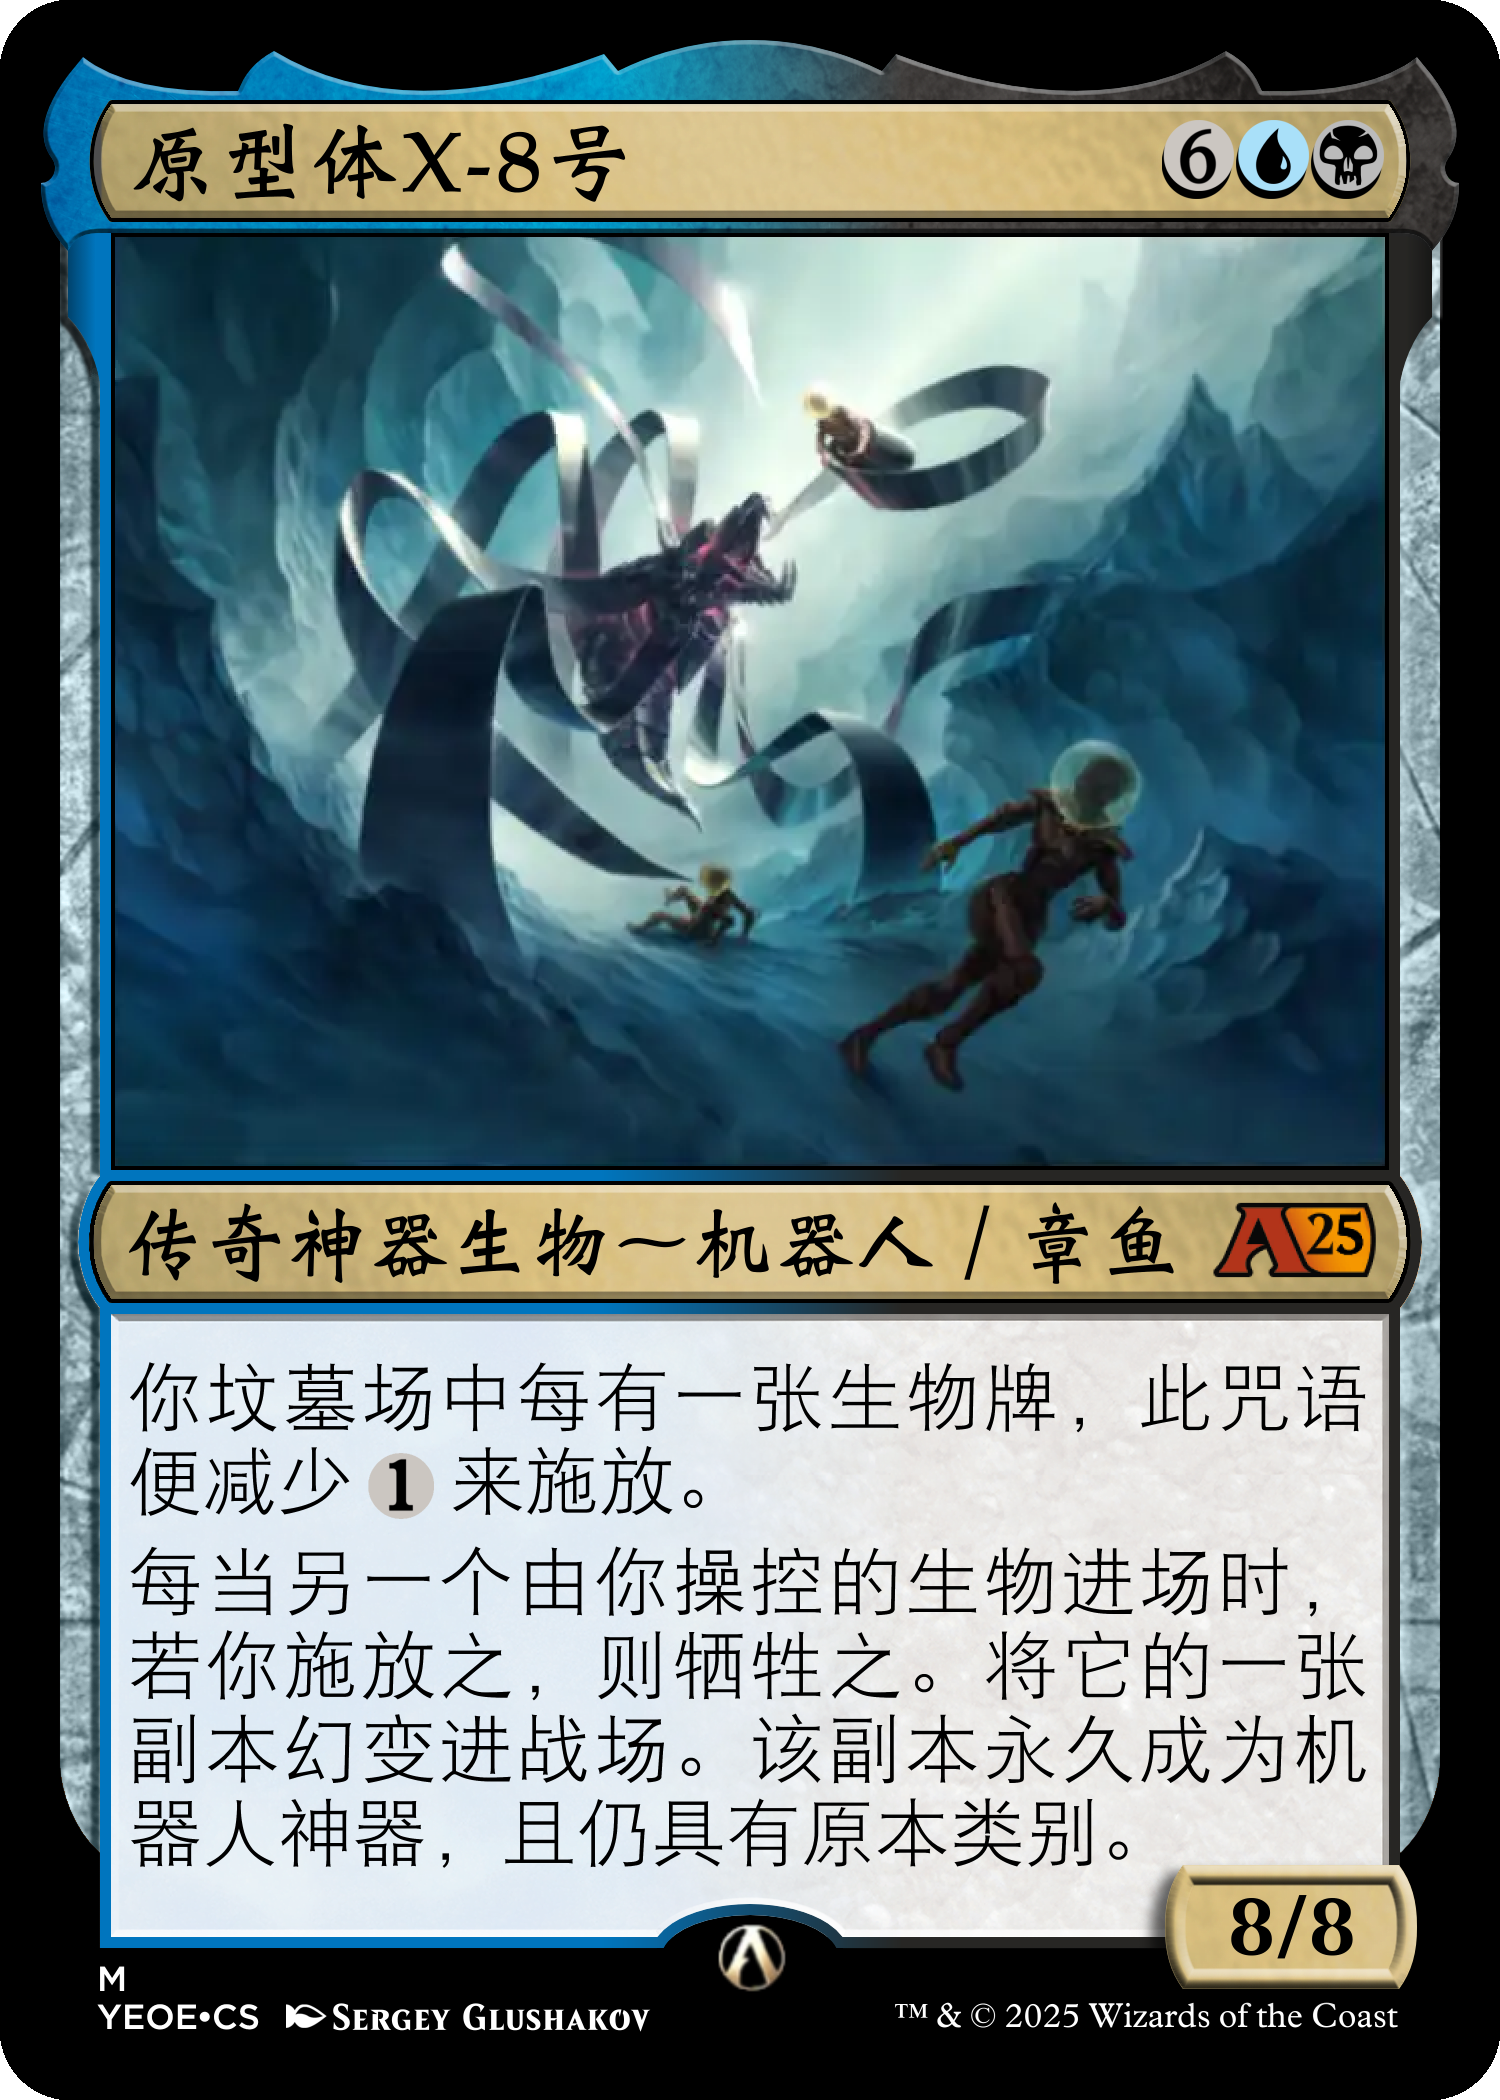 原型体X-8号 6
传奇神器生物～机器人 / 章鱼 A25
你坟墓场中每有一张生物牌，此咒语
便减少 1 来施放。
每当另一个由你操控的生物进场时，
若你施放之，则牺牲之。将它的一张
副本幻变进战场。该副本永久成为机
器人神器，且仍具有原本类别。
8/8
M
YEOE•CS SERGEY GLUSHAKOV
™ & © 2025 Wizards of the Coast